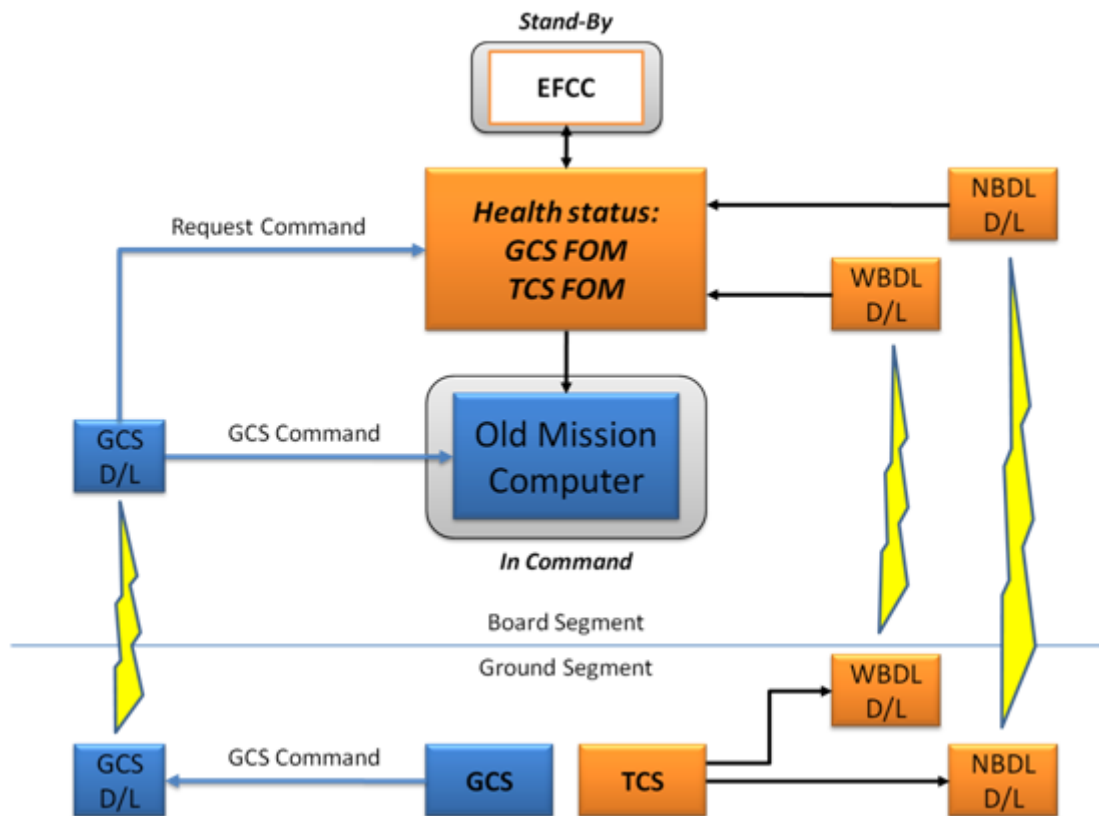 Stand-By
EFCC
Health status:
GCS FOM
TCS FOM
NBDL
D/L
WBDL
D/L
Request Command
GCS
D/L
GCS Command
Old Mission
Computer
In Command
Board Segment
Ground Segment
WBDL
D/L
GCS
D/L
GCS Command
GCS
TCS
NBDL
D/L